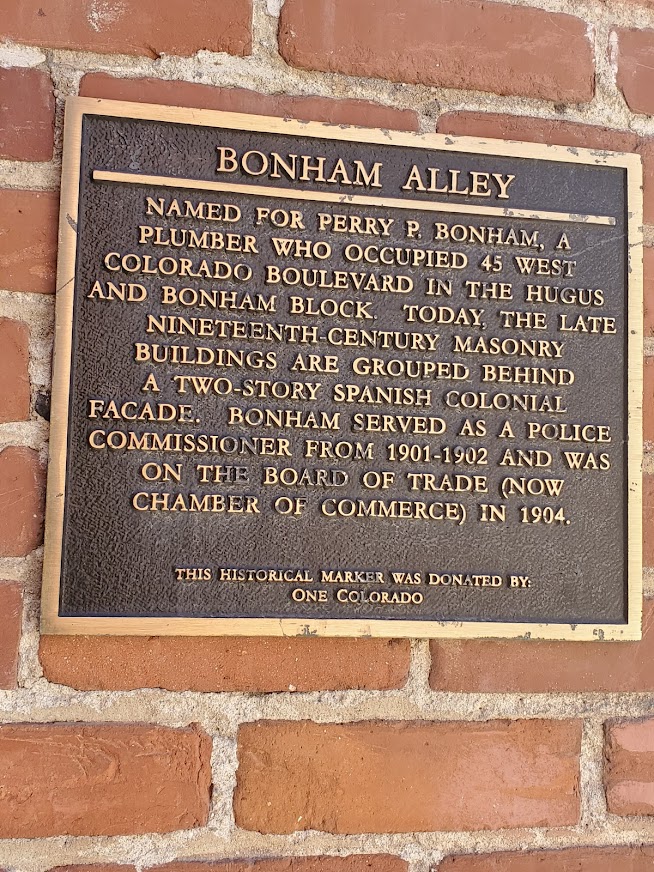 BONHAM ALLEY
NAMED FOR PERRY P. BONHAM, A
PLUMBER WHO OCCUPIED 45 WEST
COLORADO BOULEVARD IN THE HUGUS
AND BONHAM BLOCK. TODAY, THE LATE
NINETEENTH-CENTURY MASONRY
BUILDINGS ARE GROUPED BEHIND
A TWO-STORY SPANISH COLONIAL
FACADE. BONHAM SERVED AS A POLICE
COMMISSIONER FROM 1901-1902 AND WAS
ON THE BOARD OF TRADE (NOW
CHAMBER OF COMMERCE) IN 1904.
THIS HISTORICAL MARKER WAS DONATED BY:
ONE COLORADO